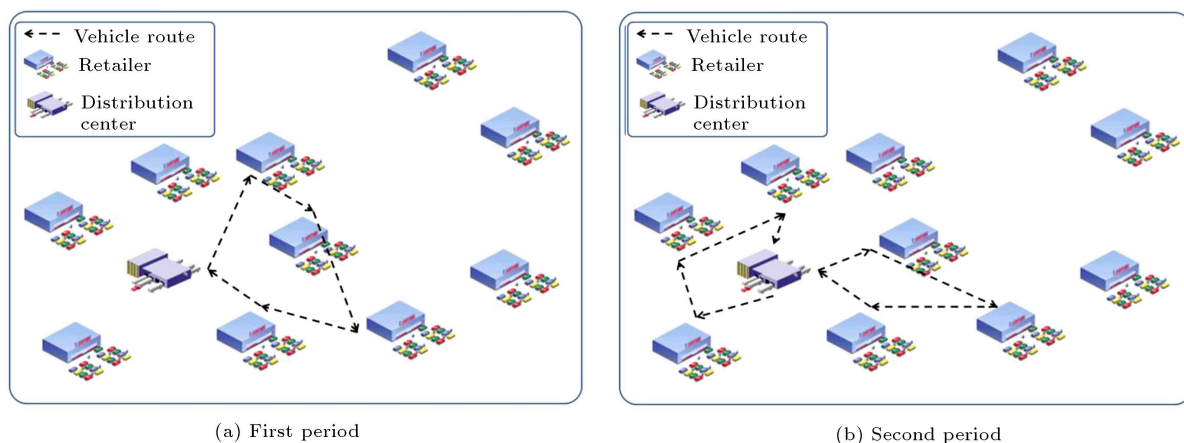 Vehicle route
Retailer
Distribution
center
Vehicle route
Retailer
Distribution
center
(a) First period
(b) Second period